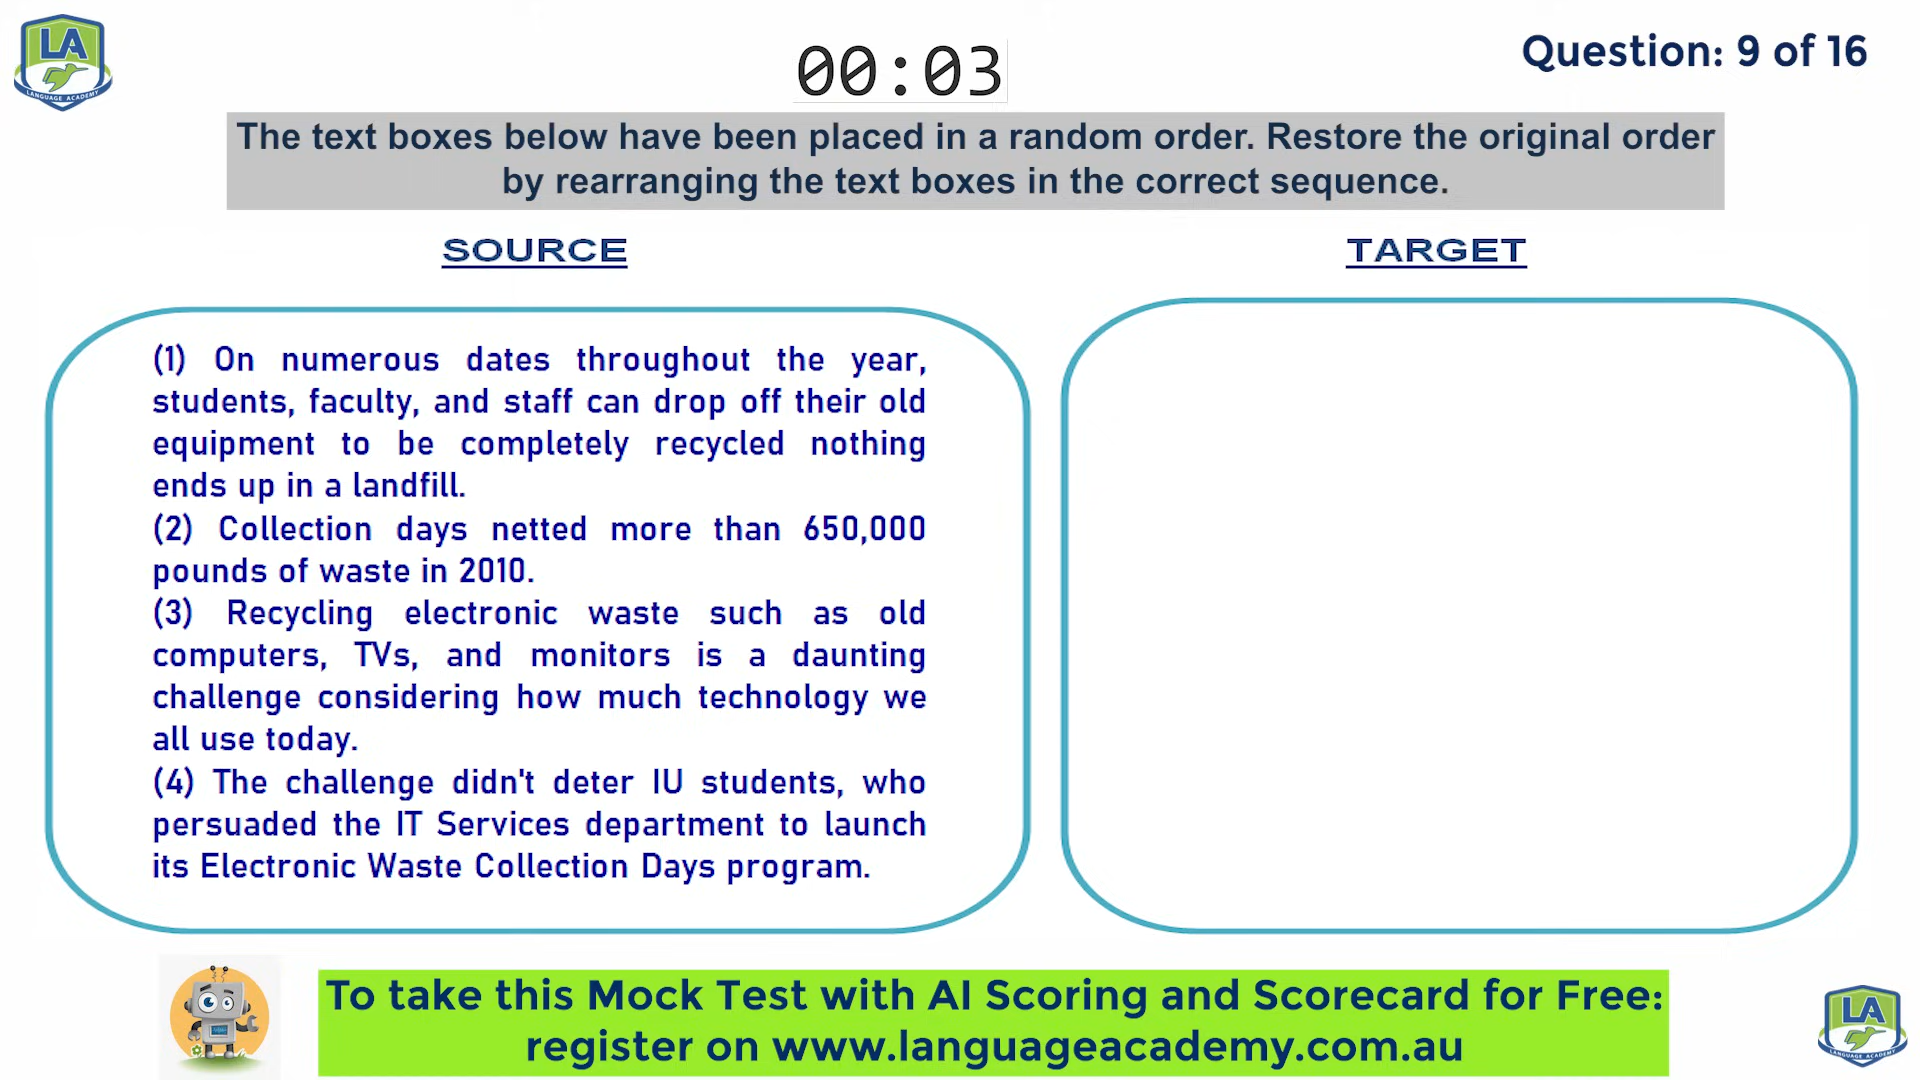 LA
LANGUAGE ACADEMY
00:03
Question: 9 of 16
The text boxes below have been placed in a random order. Restore the original order
by rearranging the text boxes in the correct sequence.
SOURCE
TARGET
(1) On numerous dates throughout the year,
students, faculty, and staff can drop off their old
equipment to be completely recycled nothing
ends up in a landfill.
(2) Collection days netted more than 650,000
pounds of waste in 2010.
(3) Recycling electronic waste such as old
computers, TVs, and monitors is a daunting
challenge considering how much technology we
all use today.
(4) The challenge didn't deter IU students, who
persuaded the IT Services department to launch
its Electronic Waste Collection Days program.
To take this Mock Test with AI Scoring and Scorecard for Free:
register on www.languageacademy.com.au
LA
LANGUAGE ACADEMY